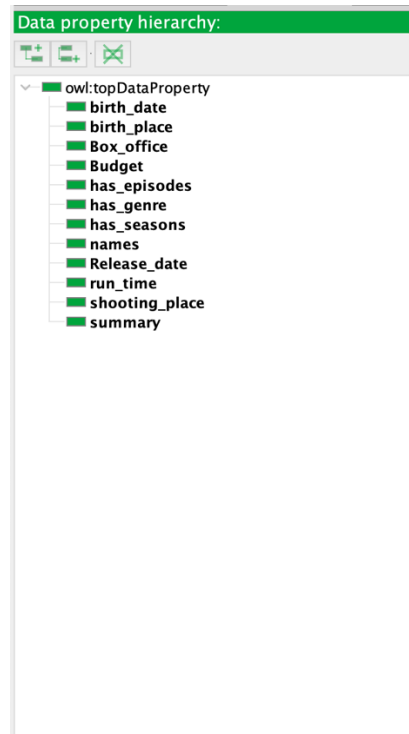 Data property hierarchy:
owl:topDataProperty
birth_date
birth_place
Box_office
Budget
has_episodes
has_genre
has_seasons
names
Release_date
run_time
shooting_place
summary